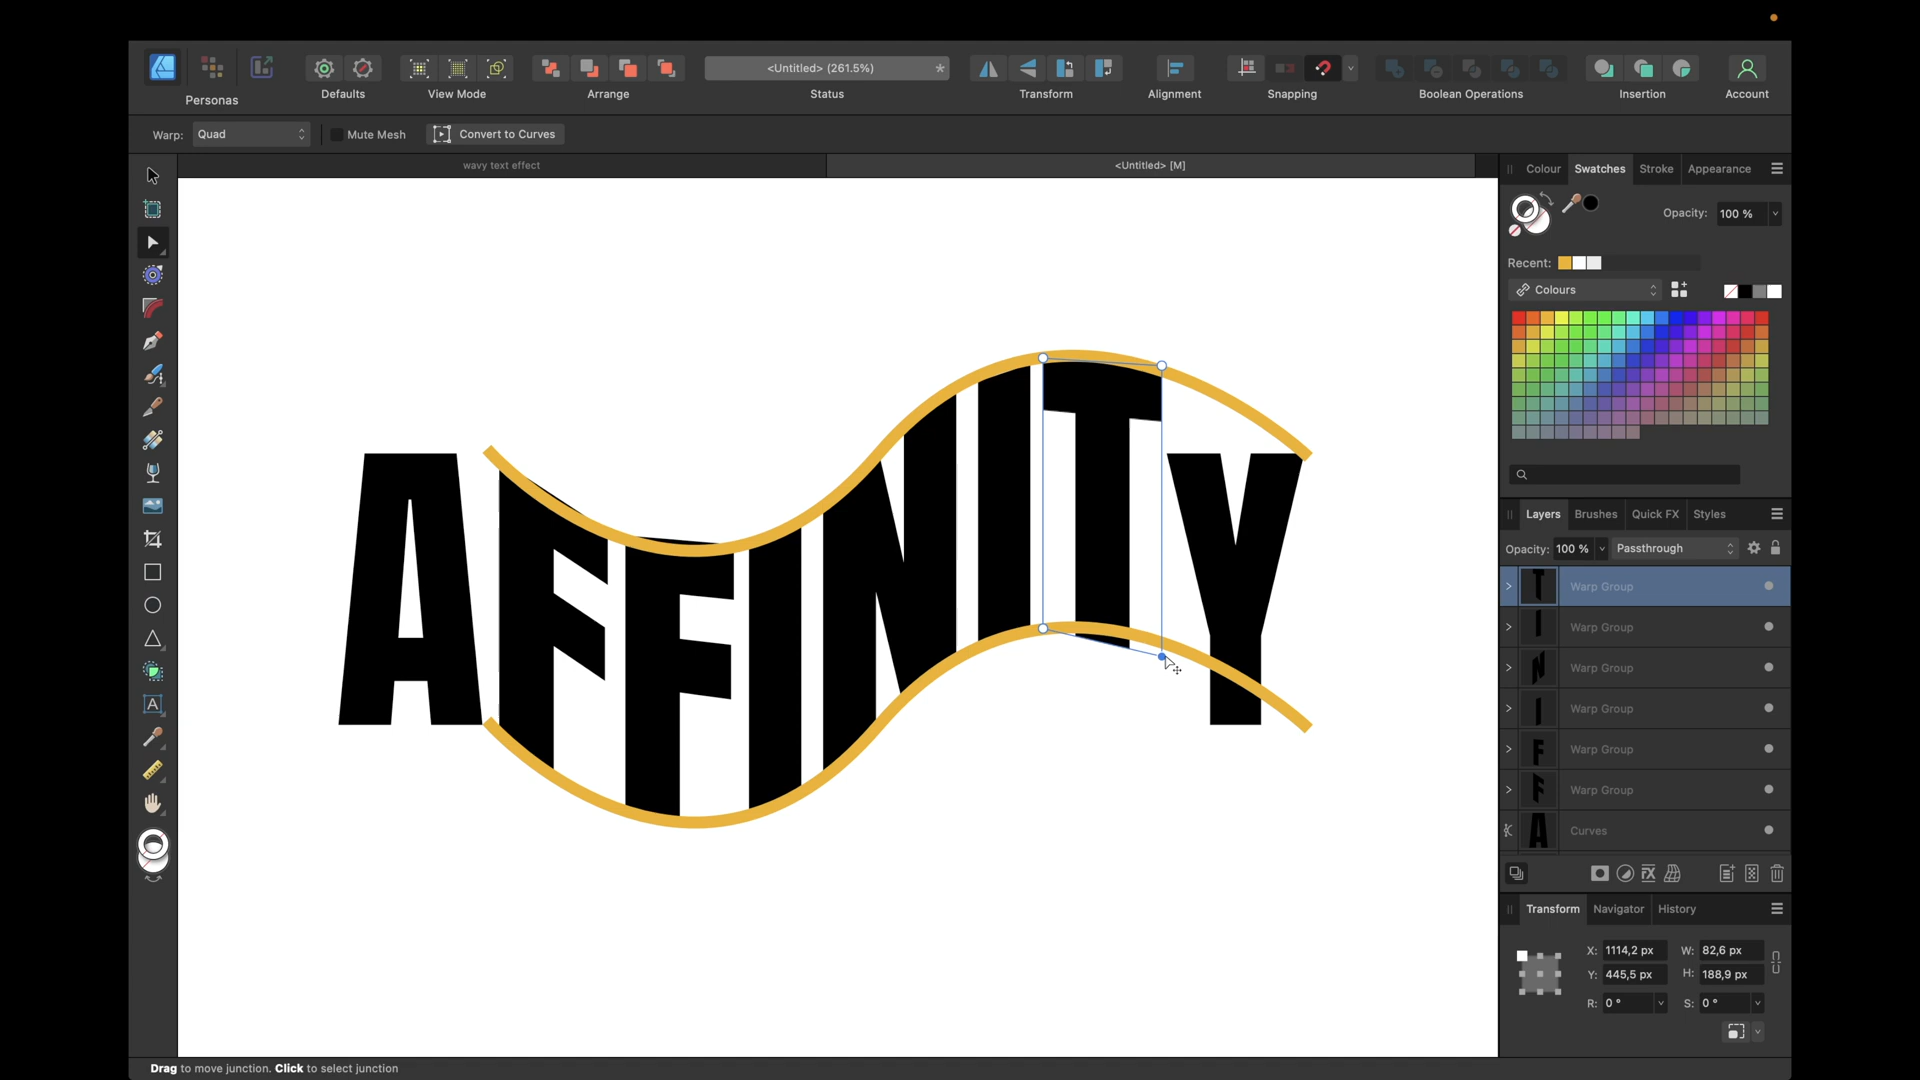 <Untitled> (261.5%) *
Personas
Defaults
View Mode
Arrange
Status
Transform
Alignment
Snapping
Boolean Operations
Insertion
Account
Warp: Quad
Mute Mesh
Convert to Curves
wavy text effect
<Untitled> [M]
AFFINITY
Colour Swatches Stroke Appearance
Opacity: 100 %
Recent:
Colours
Layers Brushes Quick FX Styles
Opacity: 100 % Passthrough
Warp Group
Warp Group
Warp Group
Warp Group
Warp Group
Warp Group
Curves
Transform Navigator History
X: 1114,2 px W: 82,6 px
Y: 445,5 px H: 188,9 px
R: 0 ° S: 0 °
Drag to move junction. Click to select junction